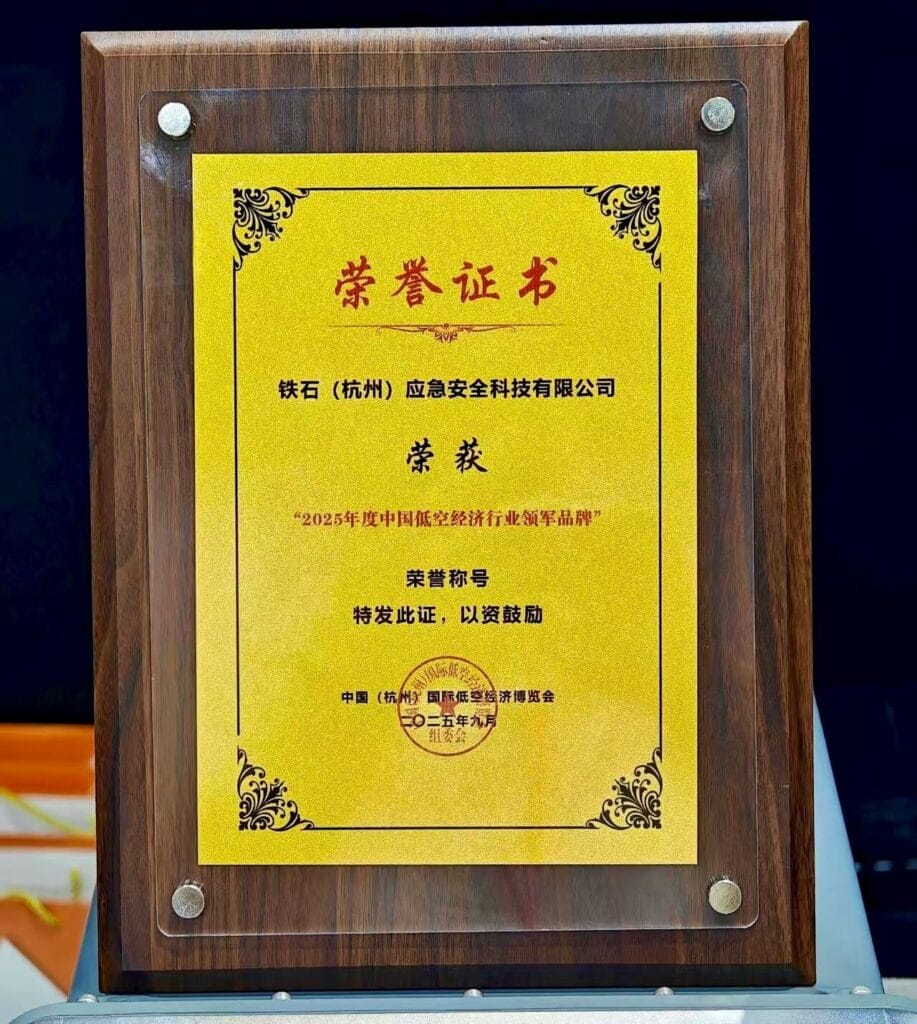 荣誉证书
铁石（杭州）应急安全科技有限公司
荣获
“2025年度中国低空经济行业领军品牌”
荣誉称号
特发此证，以资鼓励
中国（杭州）国际低空经济博览会
二〇二五年九月
组委会